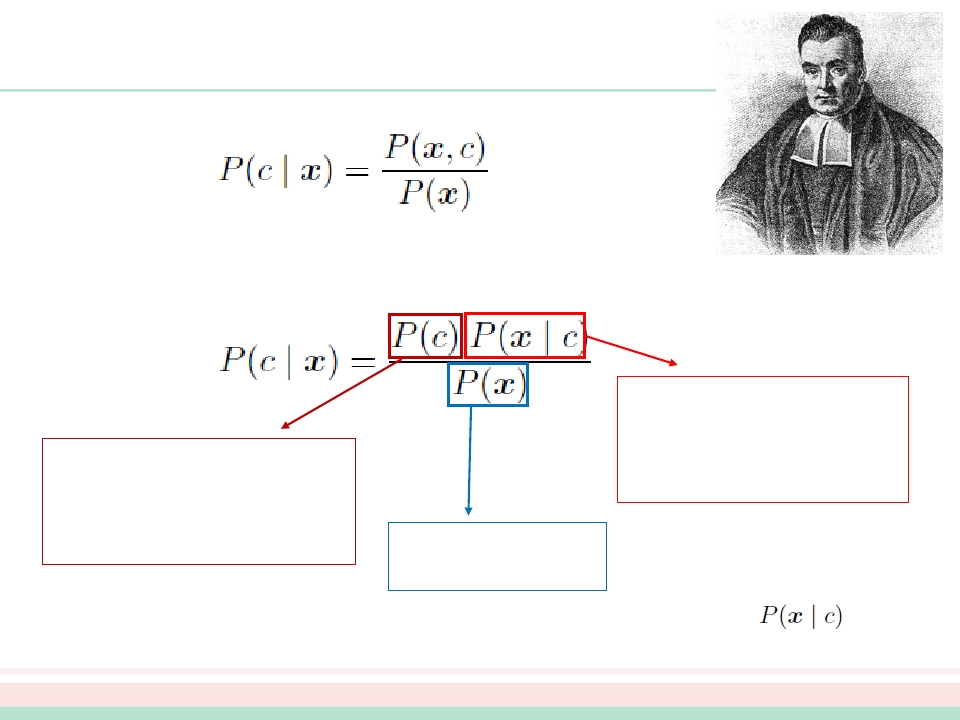 P(c | x) = P(x, c) / P(x)
P(c | x) = P(c) P(x | c) / P(x)
P(x | c)